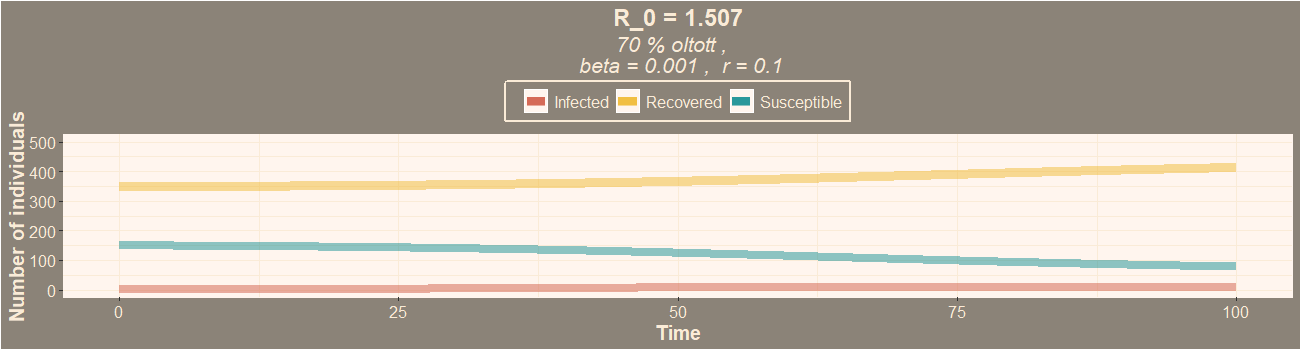 R_0 = 1.507
70 % oltott ,
beta = 0.001 ,  r = 0.1
Infected Recovered Susceptible
Number of individuals
500
400
300
200
100
0
0 25 50 75 100
Time